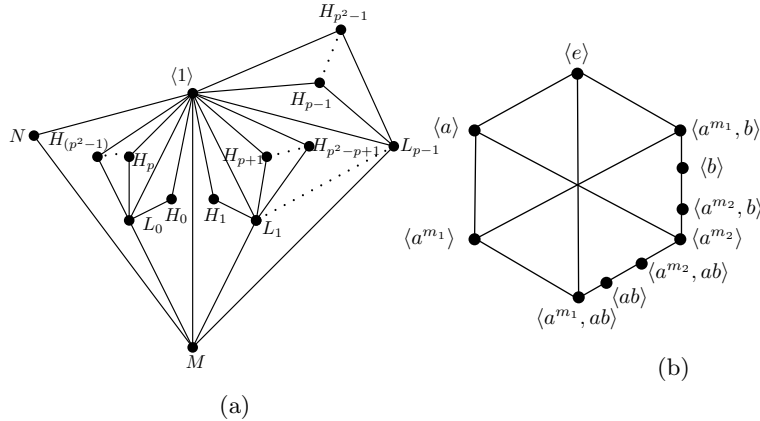 H_{p^2−1}
⟨1⟩
H_{p−1}
N
H_{(p^2−1)}
H_p
H_{p+1}
H_{p^2−p+1}
L_{p−1}
L_0
H_0
H_1
L_1
M
(a)
⟨e⟩
⟨a⟩
⟨a^{m_1}, b⟩
⟨b⟩
⟨a^{m_2}, b⟩
⟨a^{m_1}⟩
⟨a^{m_2}⟩
⟨a^{m_2}, ab⟩
⟨ab⟩
⟨a^{m_1}, ab⟩
(b)